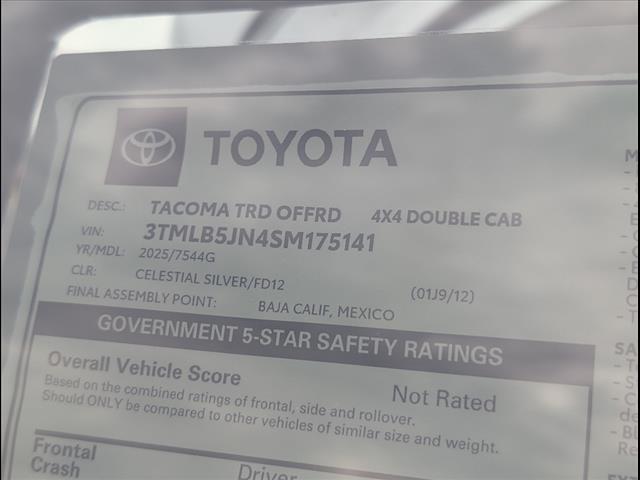 TOYOTA
DESC.: TACOMA TRD OFFRD 4X4 DOUBLE CAB
VIN: 3TMLB5JN4SM175141
YR/MDL: 2025/7544G
CLR: CELESTIAL SILVER/FD12 (01J9/12)
FINAL ASSEMBLY POINT: BAJA CALIF, MEXICO
GOVERNMENT 5-STAR SAFETY RATINGS
Overall Vehicle Score Not Rated
Based on the combined ratings of frontal, side and rollover.
Should ONLY be compared to other vehicles of similar size and weight.
Frontal
Crash Driver